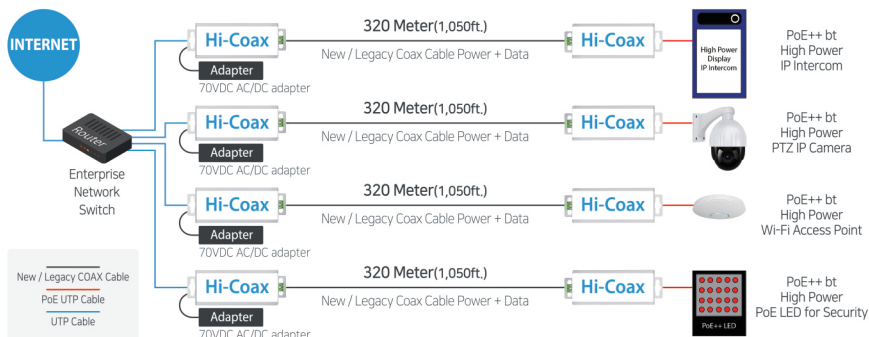 INTERNET
Router
Enterprise
Network
Switch
Hi-Coax
Adapter
70VDC AC/DC adapter
320 Meter(1,050ft.)
New / Legacy Coax Cable Power + Data
Hi-Coax
High Power
Display
IP Intercom
PoE++ bt
High Power
IP Intercom
Hi-Coax
Adapter
70VDC AC/DC adapter
320 Meter(1,050ft.)
New / Legacy Coax Cable Power + Data
Hi-Coax
PoE++ bt
High Power
PTZ IP Camera
Hi-Coax
Adapter
70VDC AC/DC adapter
320 Meter(1,050ft.)
New / Legacy Coax Cable Power + Data
Hi-Coax
PoE++ bt
High Power
Wi-Fi Access Point
Hi-Coax
Adapter
70VDC AC/DC adapter
320 Meter(1,050ft.)
New / Legacy Coax Cable Power + Data
Hi-Coax
PoE++ LED
PoE++ bt
High Power
PoE LED for Security
New / Legacy COAX Cable
PoE UTP Cable
UTP Cable